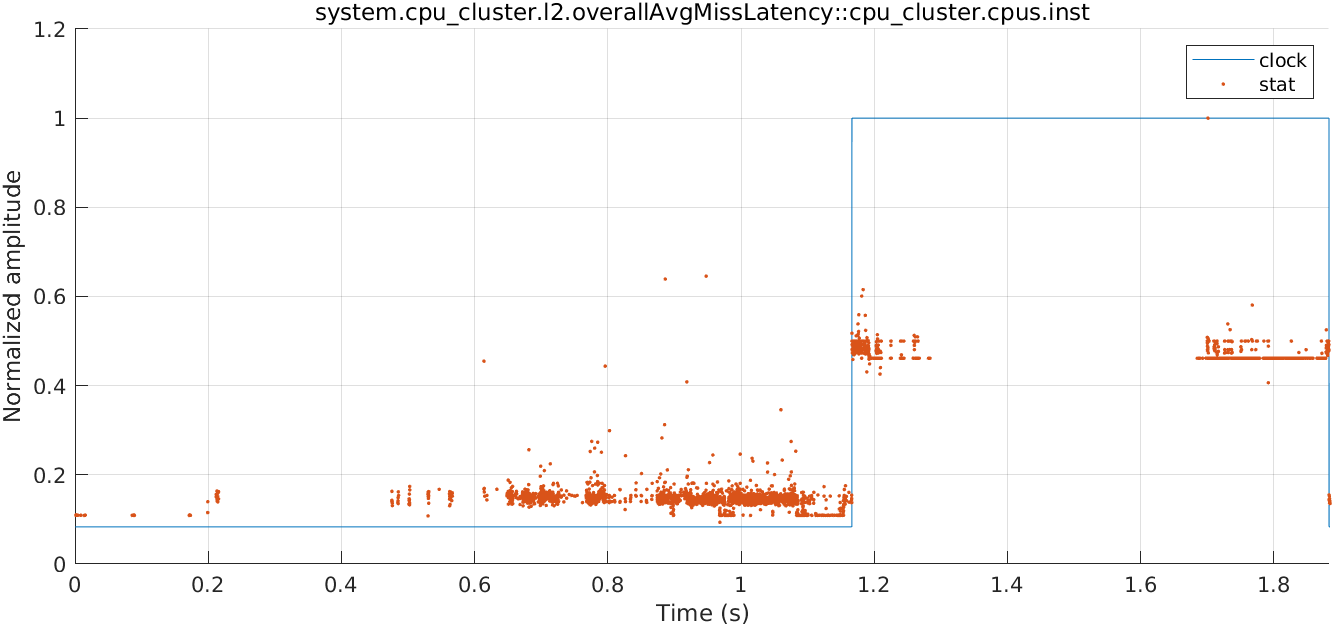 system.cpu_cluster.l2.overallAvgMissLatency::cpu_cluster.cpus.inst
1.2
1
0.8
0.6
0.4
0.2
0
Normalized amplitude
clock
stat
0 0.2 0.4 0.6 0.8 1 1.2 1.4 1.6 1.8
Time (s)